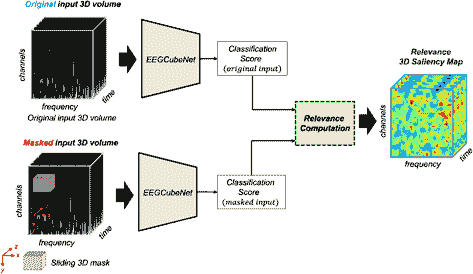 Original input 3D volume
channels
frequency
time
Original input 3D volume
EEGCubeNet
Classification
Score
(original input)
Relevance
3D Saliency Map
channels
frequency
time
Relevance
Computation
Masked input 3D volume
channels
frequency
time
EEGCubeNet
Classification
Score
(masked input)
z
x
y
Sliding 3D mask